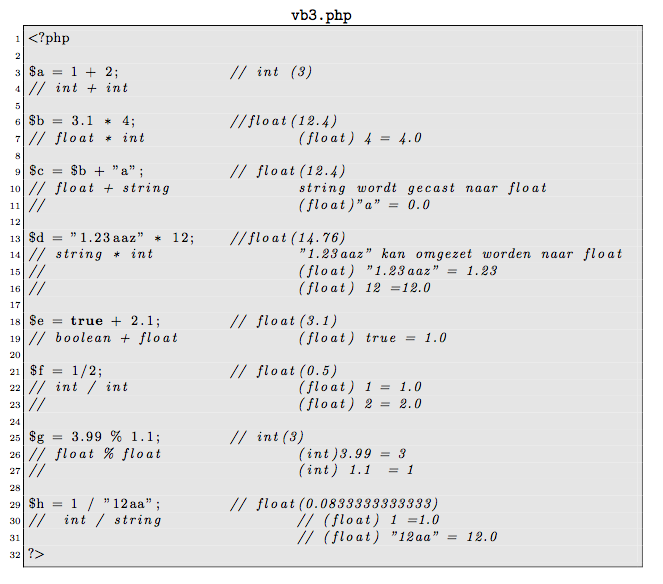 vb3.php
1 <?php
2
3 $a = 1 + 2; // int (3)
4 // int + int
5
6 $b = 3.1 * 4; //float(12.4)
7 // float * int (float) 4 = 4.0
8
9 $c = $b + "a"; // float(12.4)
10 // float + string string wordt gecast naar float
11 // (float)"a" = 0.0
12
13 $d = "1.23aaz" * 12; //float(14.76)
14 // string * int "1.23aaz" kan omgezet worden naar float
15 // (float) "1.23aaz" = 1.23
16 // (float) 12 =12.0
17
18 $e = true + 2.1; // float(3.1)
19 // boolean + float (float) true = 1.0
20
21 $f = 1/2; // float(0.5)
22 // int / int (float) 1 = 1.0
23 // (float) 2 = 2.0
24
25 $g = 3.99 % 1.1; // int(3)
26 // float % float (int)3.99 = 3
27 // (int) 1.1 = 1
28
29 $h = 1 / "12aa"; // float(0.0833333333333)
30 // int / string // (float) 1 =1.0
31 // (float) "12aa" = 12.0
32 ?>